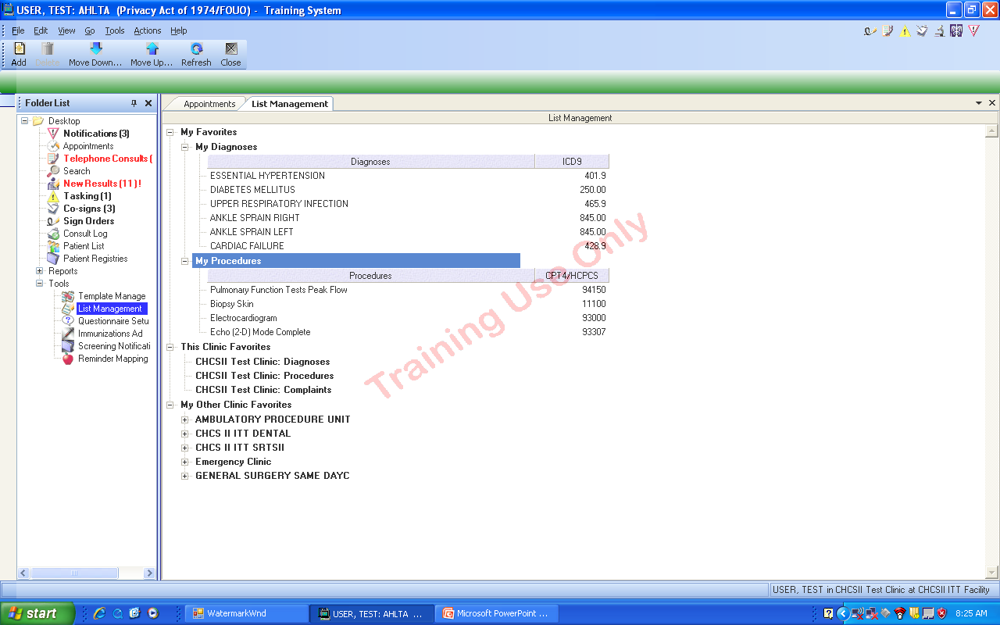 USER, TEST: AHLTA (Privacy Act of 1974/FOUO) - Training System
File Edit View Go Tools Actions Help
Add Delete Move Down... Move Up... Refresh Close
Folder List
Appointments List Management
List Management
Desktop
Notifications (3)
Appointments
Telephone Consults (
Search
New Results (11) !
Tasking (1)
Co-signs (3)
Sign Orders
Consult Log
Patient List
Patient Registries
Reports
Tools
Template Manage
List Management
Questionnaire Setu
Immunizations Ad
Screening Notificati
Reminder Mapping
My Favorites
My Diagnoses
Diagnoses ICD9
ESSENTIAL HYPERTENSION 401.9
DIABETES MELLITUS 250.00
UPPER RESPIRATORY INFECTION 465.9
ANKLE SPRAIN RIGHT 845.00
ANKLE SPRAIN LEFT 845.00
CARDIAC FAILURE 428.9
My Procedures
Procedures CPT4/HCPCS
Pulmonary Function Tests Peak Flow 94150
Biopsy Skin 11100
Electrocardiogram 93000
Echo (2-D) Mode Complete 93307
This Clinic Favorites
CHCSII Test Clinic: Diagnoses
CHCSII Test Clinic: Procedures
CHCSII Test Clinic: Complaints
My Other Clinic Favorites
AMBULATORY PROCEDURE UNIT
CHCS II ITT DENTAL
CHCS II ITT SRTSII
Emergency Clinic
GENERAL SURGERY SAME DAYC
Training Use Only
USER, TEST in CHCSII Test Clinic at CHCSII ITT Facility
start WatermarkWnd USER, TEST: AHLTA ... Microsoft PowerPoint ... 8:25 AM